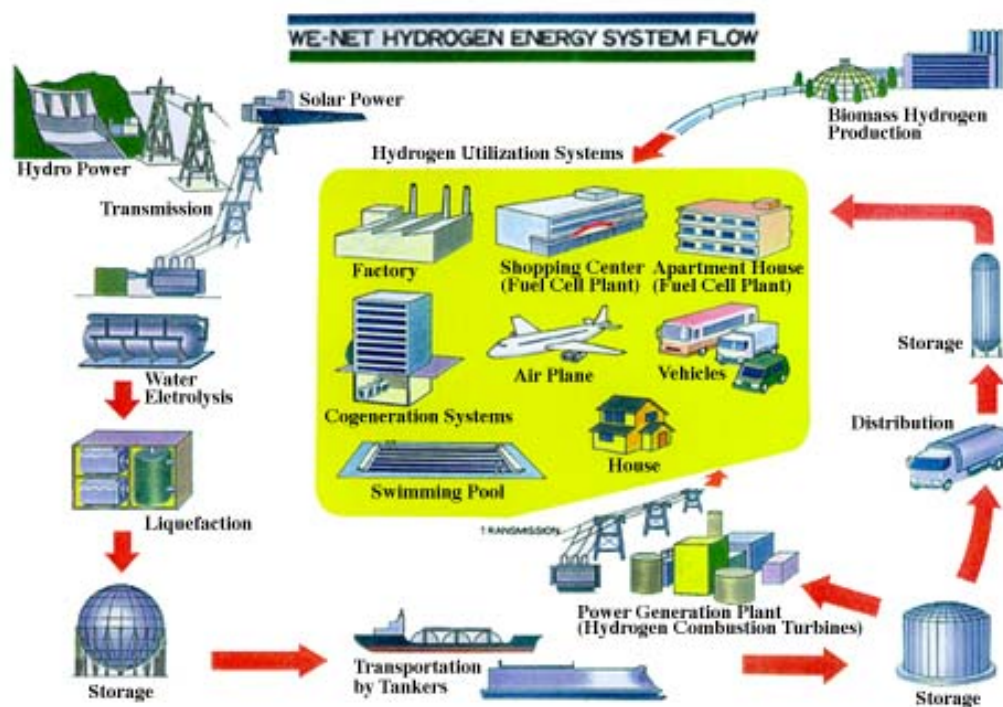 WE-NET HYDROGEN ENERGY SYSTEM FLOW
Solar Power
Biomass Hydrogen
Production
Hydro Power
Hydrogen Utilization Systems
Transmission
Factory
Shopping Center
(Fuel Cell Plant)
Apartment House
(Fuel Cell Plant)
Storage
Water
Eletrolysis
Air Plane
Vehicles
Cogeneration Systems
Distribution
House
Swimming Pool
Liquefaction
TRANSMISSION
Power Generation Plant
(Hydrogen Combustion Turbines)
Transportation
by Tankers
Storage
Storage